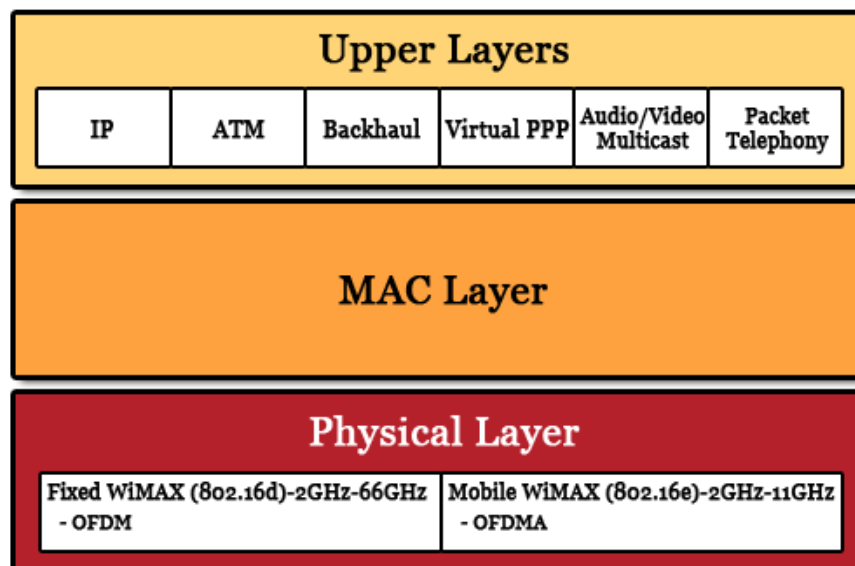 Upper Layers
IP
ATM
Backhaul
Virtual PPP
Audio/Video
Multicast
Packet
Telephony
MAC Layer
Physical Layer
Fixed WiMAX (802.16d)-2GHz-66GHz
- OFDM
Mobile WiMAX (802.16e)-2GHz-11GHz
- OFDMA